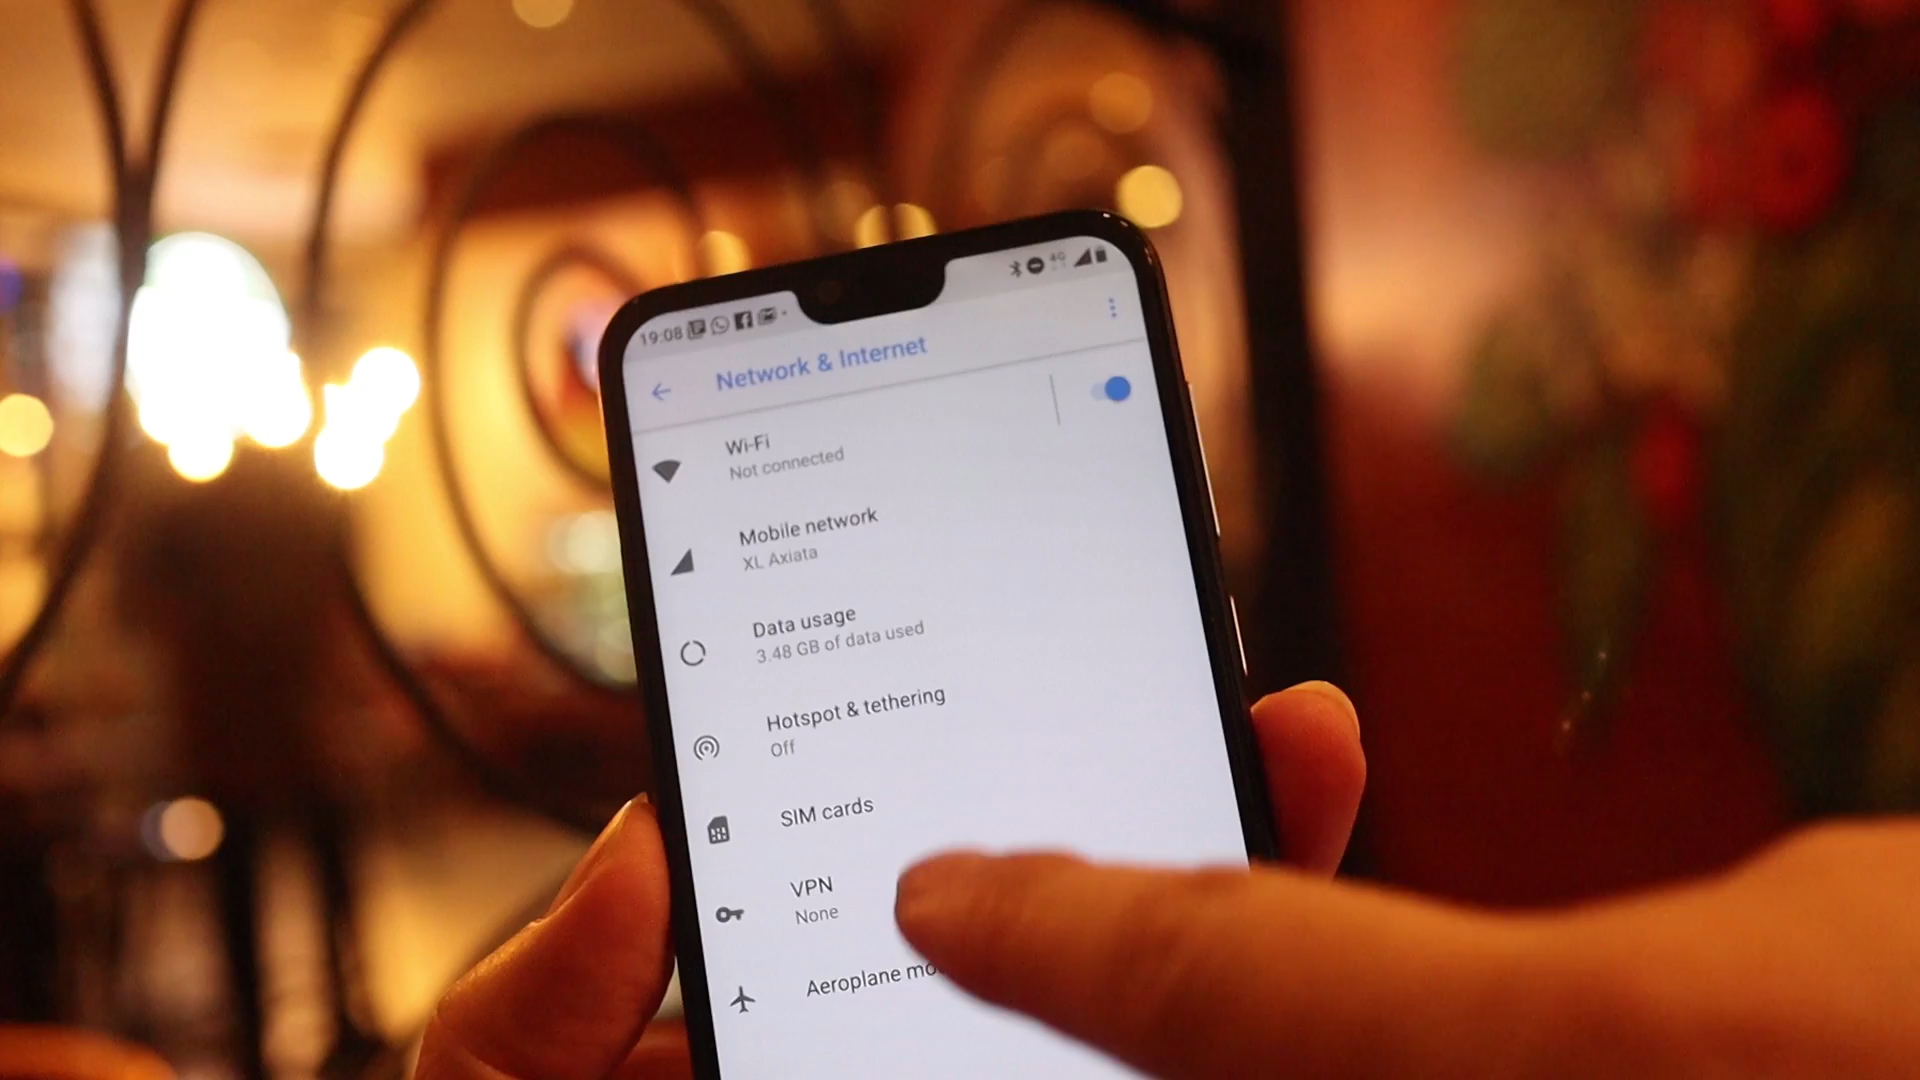 19:08
4G
Network & Internet
Wi-Fi
Not connected
Mobile network
XL Axiata
Data usage
3.48 GB of data used
Hotspot & tethering
Off
SIM cards
VPN
None
Aeroplane mo